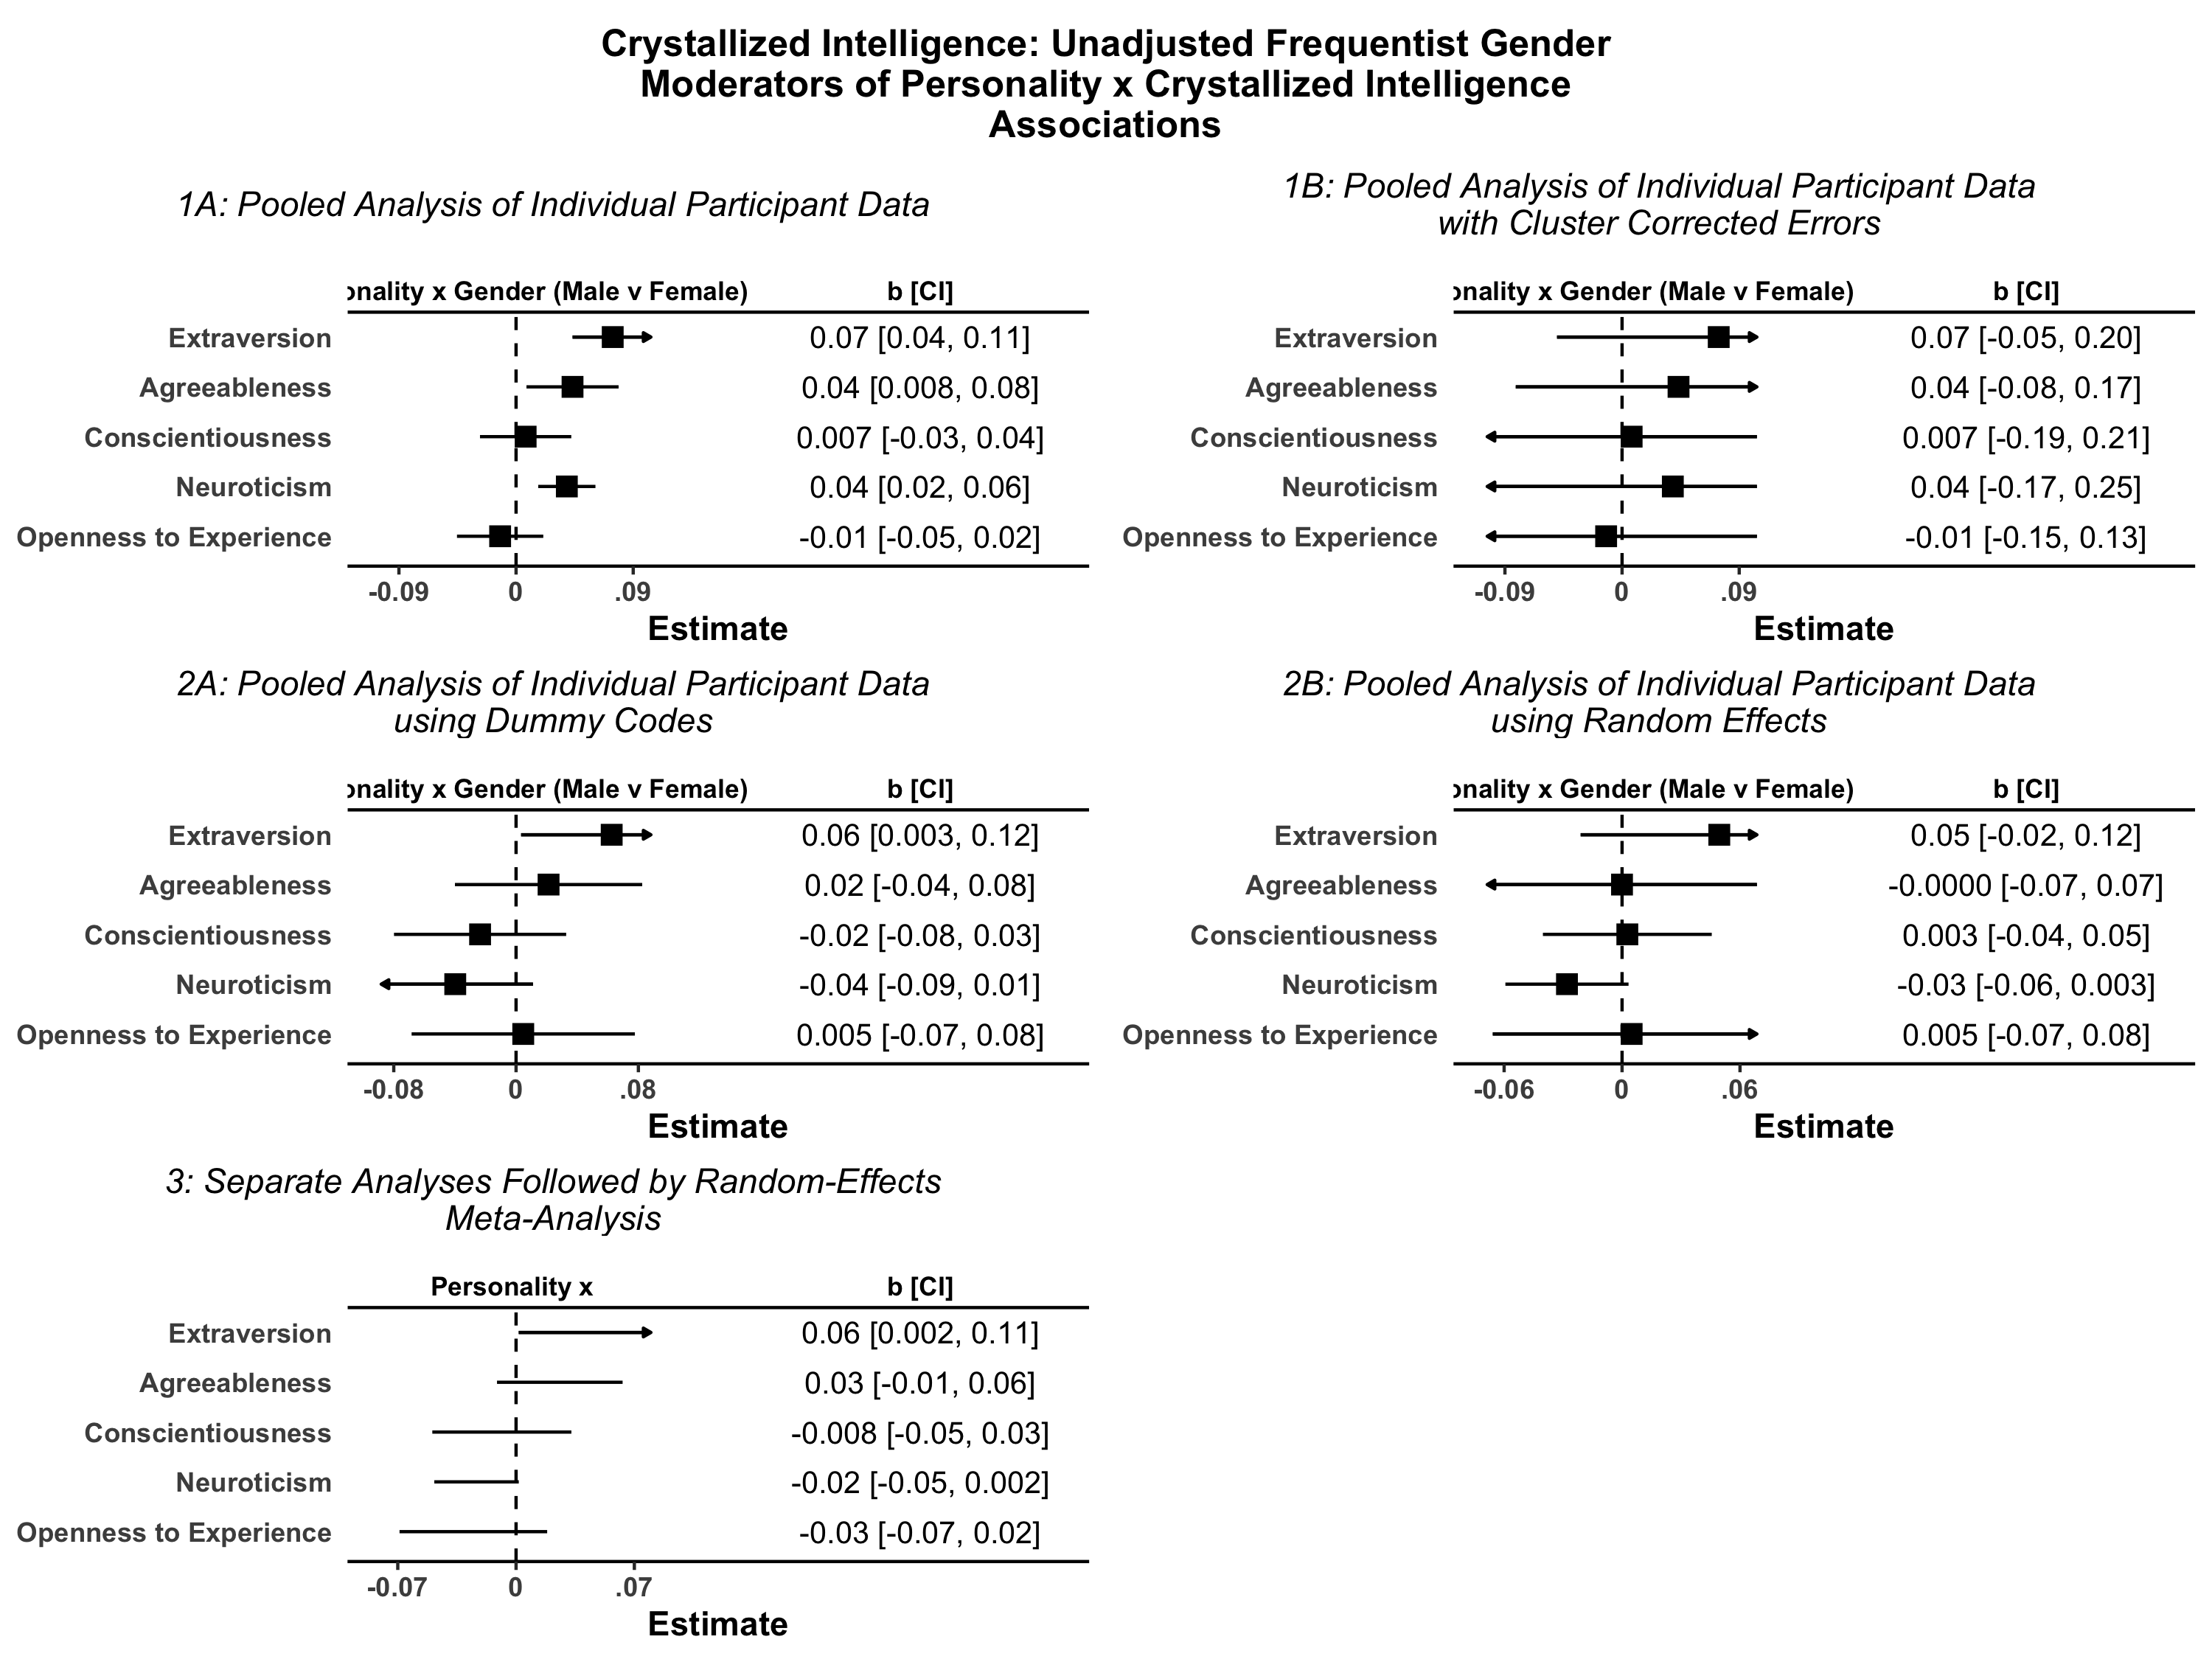 Crystallized Intelligence: Unadjusted Frequentist Gender
Moderators of Personality x Crystallized Intelligence
Associations
1A: Pooled Analysis of Individual Participant Data
onality x Gender (Male v Female) b [CI]
Extraversion 0.07 [0.04, 0.11]
Agreeableness 0.04 [0.008, 0.08]
Conscientiousness 0.007 [-0.03, 0.04]
Neuroticism 0.04 [0.02, 0.06]
Openness to Experience -0.01 [-0.05, 0.02]
-0.09 0 .09
Estimate
1B: Pooled Analysis of Individual Participant Data
with Cluster Corrected Errors
onality x Gender (Male v Female) b [CI]
Extraversion 0.07 [-0.05, 0.20]
Agreeableness 0.04 [-0.08, 0.17]
Conscientiousness 0.007 [-0.19, 0.21]
Neuroticism 0.04 [-0.17, 0.25]
Openness to Experience -0.01 [-0.15, 0.13]
-0.09 0 .09
Estimate
2A: Pooled Analysis of Individual Participant Data
using Dummy Codes
onality x Gender (Male v Female) b [CI]
Extraversion 0.06 [0.003, 0.12]
Agreeableness 0.02 [-0.04, 0.08]
Conscientiousness -0.02 [-0.08, 0.03]
Neuroticism -0.04 [-0.09, 0.01]
Openness to Experience 0.005 [-0.07, 0.08]
-0.08 0 .08
Estimate
2B: Pooled Analysis of Individual Participant Data
using Random Effects
onality x Gender (Male v Female) b [CI]
Extraversion 0.05 [-0.02, 0.12]
Agreeableness -0.0000 [-0.07, 0.07]
Conscientiousness 0.003 [-0.04, 0.05]
Neuroticism -0.03 [-0.06, 0.003]
Openness to Experience 0.005 [-0.07, 0.08]
-0.06 0 .06
Estimate
3: Separate Analyses Followed by Random-Effects
Meta-Analysis
Personality x b [CI]
Extraversion 0.06 [0.002, 0.11]
Agreeableness 0.03 [-0.01, 0.06]
Conscientiousness -0.008 [-0.05, 0.03]
Neuroticism -0.02 [-0.05, 0.002]
Openness to Experience -0.03 [-0.07, 0.02]
-0.07 0 .07
Estimate